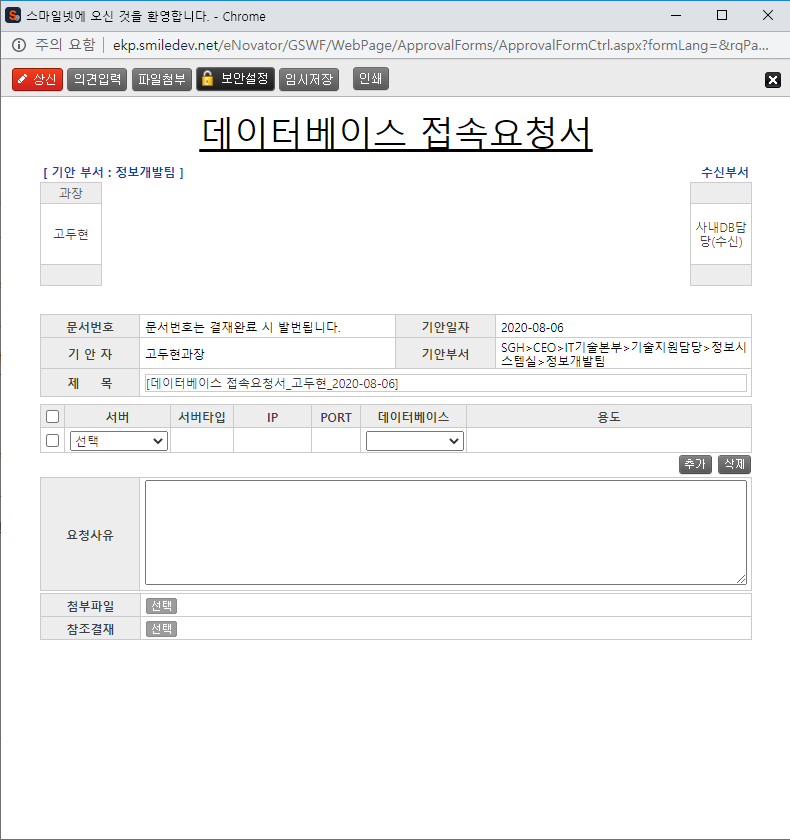 스마일넷에 오신 것을 환영합니다. - Chrome
주의 요함 ekp.smiledev.net/eNovator/GSWF/WebPage/ApprovalForms/ApprovalFormCtrl.aspx?formLang=&rqPa...
상신 의견입력 파일첨부 보안설정 임시저장 인쇄
데이터베이스 접속요청서
[ 기안 부서 : 정보개발팀 ] 수신부서
과장
고두현 사내DB담
당(수신)
문서번호 문서번호는 결재완료 시 발번됩니다. 기안일자 2020-08-06
기 안 자 고두현과장 기안부서 SGH>CEO>IT기술본부>기술지원담당>정보시
스템실>정보개발팀
제 목 [데이터베이스 접속요청서_고두현_2020-08-06]
서버 서버타입 IP PORT 데이터베이스 용도
선택
추가 삭제
요청사유
첨부파일 선택
참조결재 선택